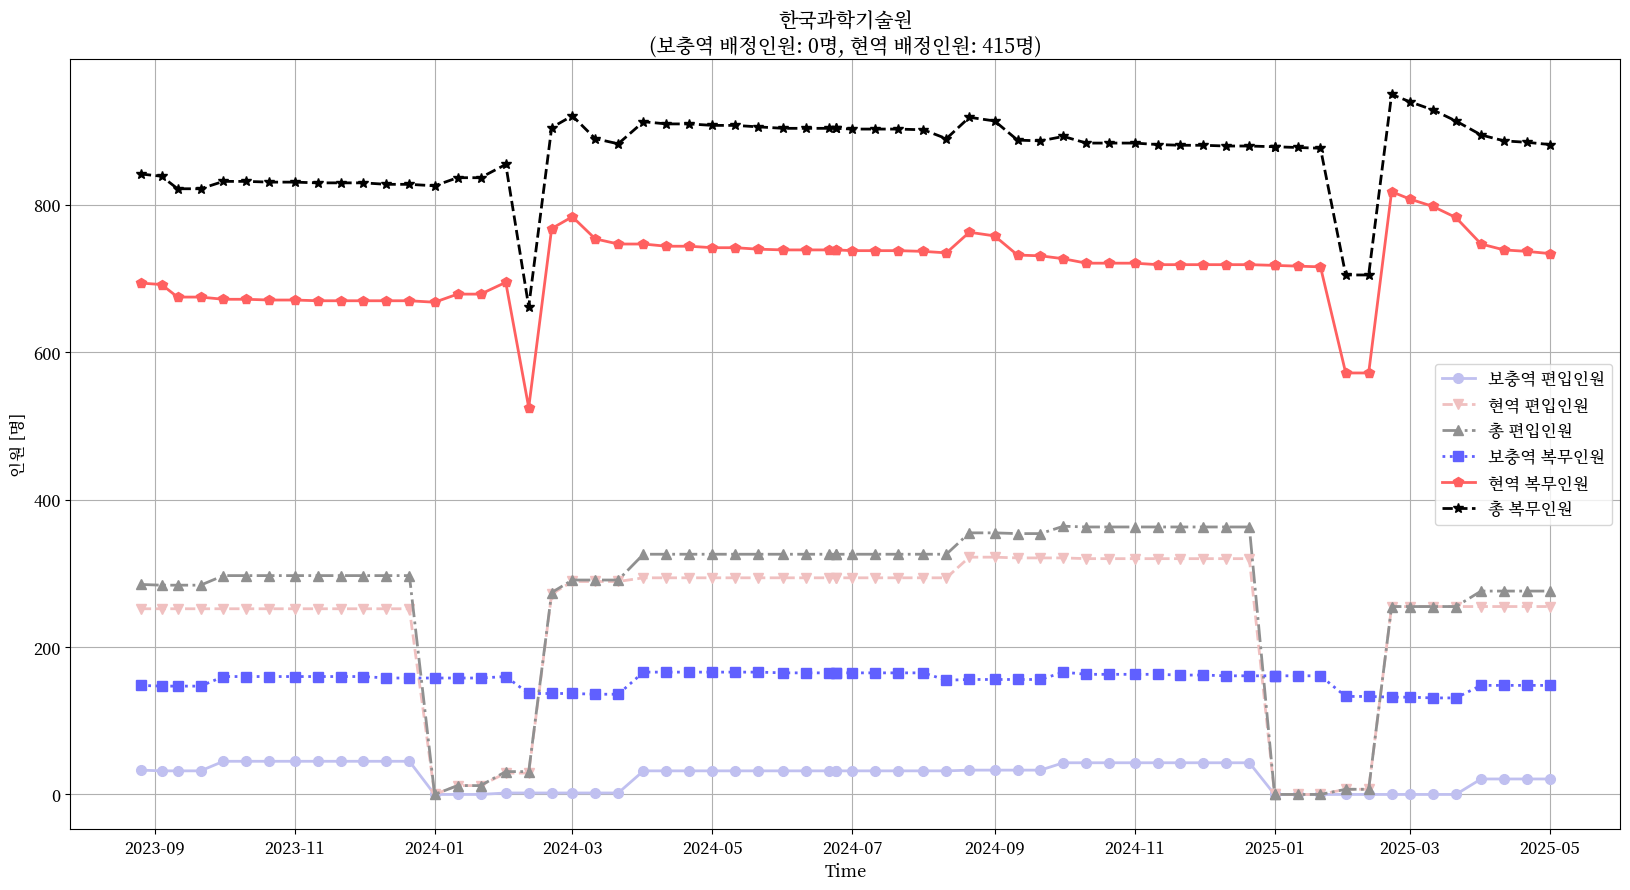 한국과학기술원
(보충역 배정인원: 0명, 현역 배정인원: 415명)
인원 [명]
800
600
400
200
0
보충역 편입인원
현역 편입인원
총 편입인원
보충역 복무인원
현역 복무인원
총 복무인원
2023-09 2023-11 2024-01 2024-03 2024-05 2024-07 2024-09 2024-11 2025-01 2025-03 2025-05
Time